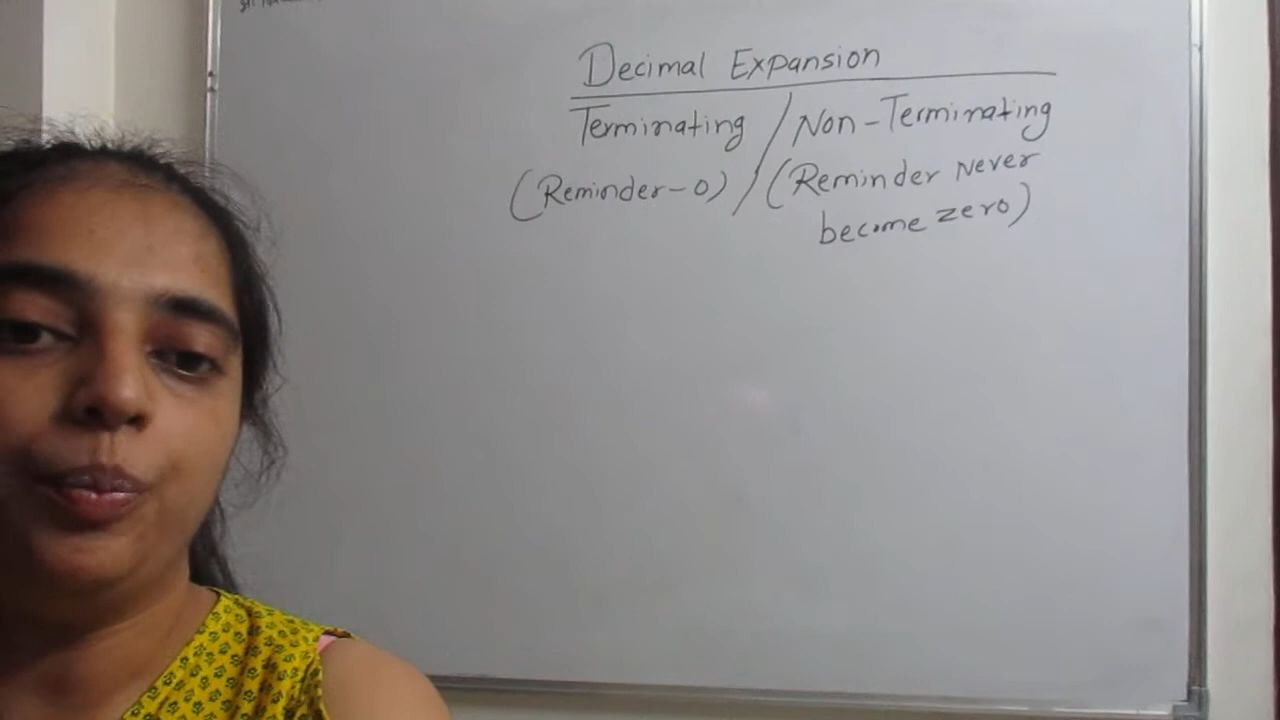 Decimal Expansion
Terminating / Non-Terminating
(Reminder-0) / (Reminder Never
become zero)